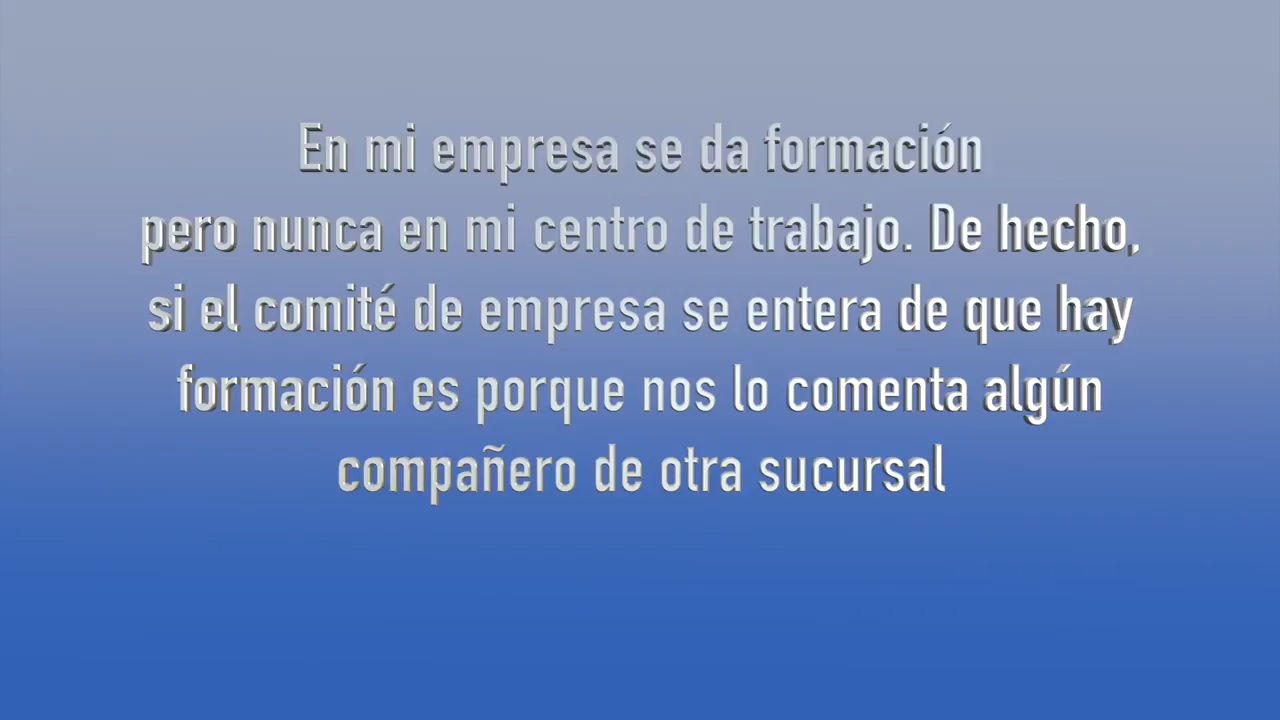 En mi empresa se da formación
pero nunca en mi centro de trabajo. De hecho,
si el comité de empresa se entera de que hay
formación es porque nos lo comenta algún
compañero de otra sucursal